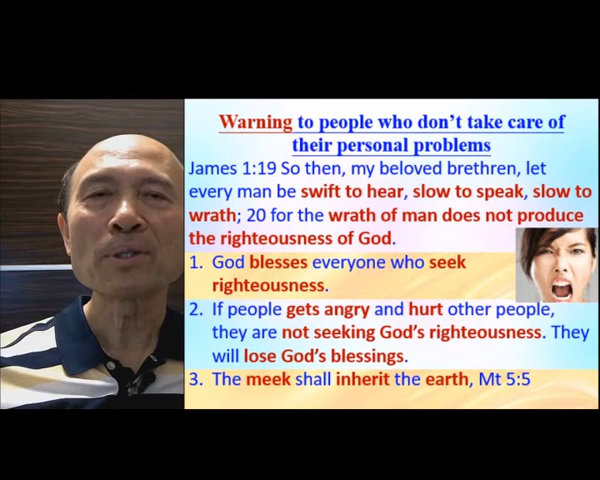 Warning to people who don't take care of
their personal problems
James 1:19 So then, my beloved brethren, let
every man be swift to hear, slow to speak, slow to
wrath; 20 for the wrath of man does not produce
the righteousness of God.
1. God blesses everyone who seek
righteousness.
2. If people gets angry and hurt other people,
they are not seeking God's righteousness. They
will lose God's blessings.
3. The meek shall inherit the earth, Mt 5:5